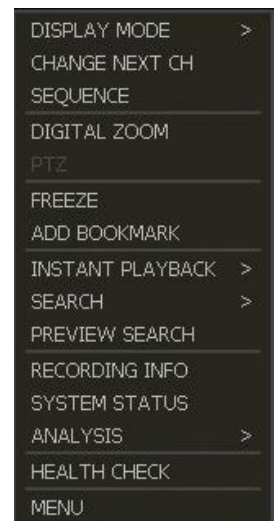 DISPLAY MODE >
CHANGE NEXT CH
SEQUENCE
DIGITAL ZOOM
PTZ
FREEZE
ADD BOOKMARK
INSTANT PLAYBACK >
SEARCH >
PREVIEW SEARCH
RECORDING INFO
SYSTEM STATUS
ANALYSIS >
HEALTH CHECK
MENU